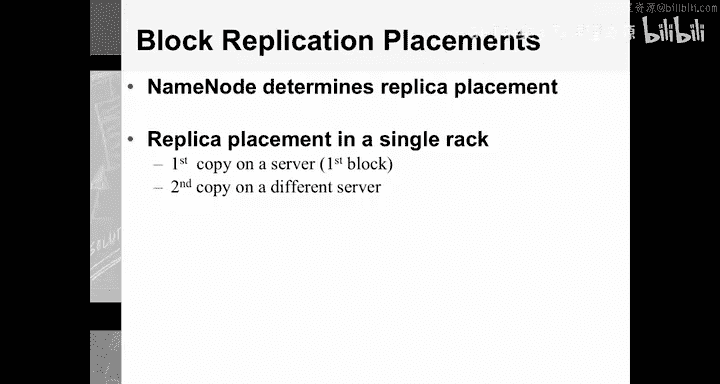 Block Replication Placements
• NameNode determines replica placement
• Replica placement in a single rack
– 1st copy on a server (1st block)
– 2nd copy on a different server
bilibili